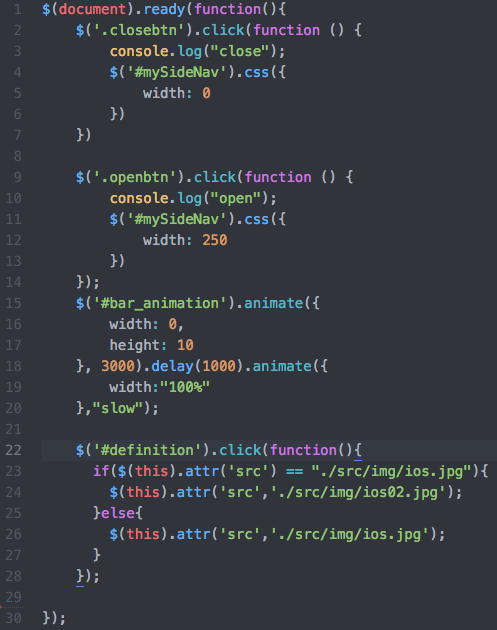 1 $(document).ready(function(){
2 $('.closebtn').click(function () {
3 console.log("close");
4 $('#mySideNav').css({
5 width: 0
6 })
7 })
8
9 $('.openbtn').click(function () {
10 console.log("open");
11 $('#mySideNav').css({
12 width: 250
13 })
14 });
15 $('#bar_animation').animate({
16 width: 0,
17 height: 10
18 }, 3000).delay(1000).animate({
19 width:"100%"
20 },"slow");
21
22 $('#definition').click(function(){
23 if($(this).attr('src') == "./src/img/ios.jpg"){
24 $(this).attr('src','./src/img/ios02.jpg');
25 }else{
26 $(this).attr('src','./src/img/ios.jpg');
27 }
28 });
29
30 });